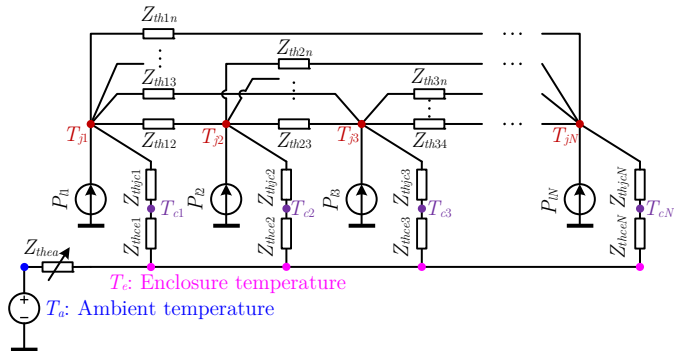 Z_th1n ...
Z_th2n ...
Z_th13 Z_th3n
T_j1 Z_th12 T_j2 Z_th23 T_j3 Z_th34 ... T_jN
P_l1 Z_thjc1 P_l2 Z_thjc2 P_l3 Z_thjc3 P_lN Z_thjcN
T_c1 T_c2 T_c3 T_cN
Z_thce1 Z_thce2 Z_thce3 Z_thceN
Z_thea
T_e: Enclosure temperature
T_a: Ambient temperature